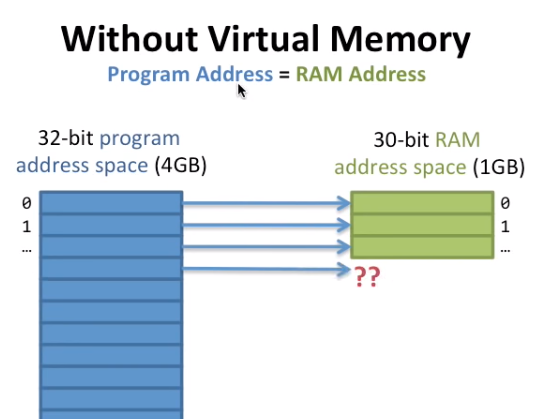 Without Virtual Memory
Program Address = RAM Address
32-bit program
address space (4GB)
30-bit RAM
address space (1GB)
0
1
…
0
1
…
??